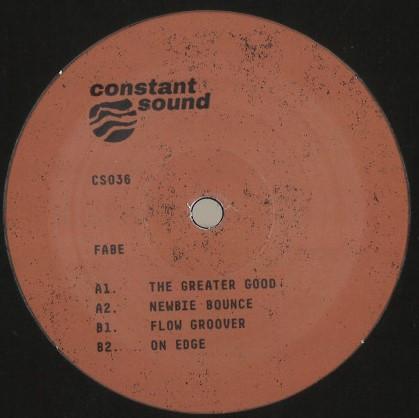 constant
sound
CS036
FABE
A1. THE GREATER GOOD
A2. NEWBIE BOUNCE
B1. FLOW GROOVER
B2. ON EDGE